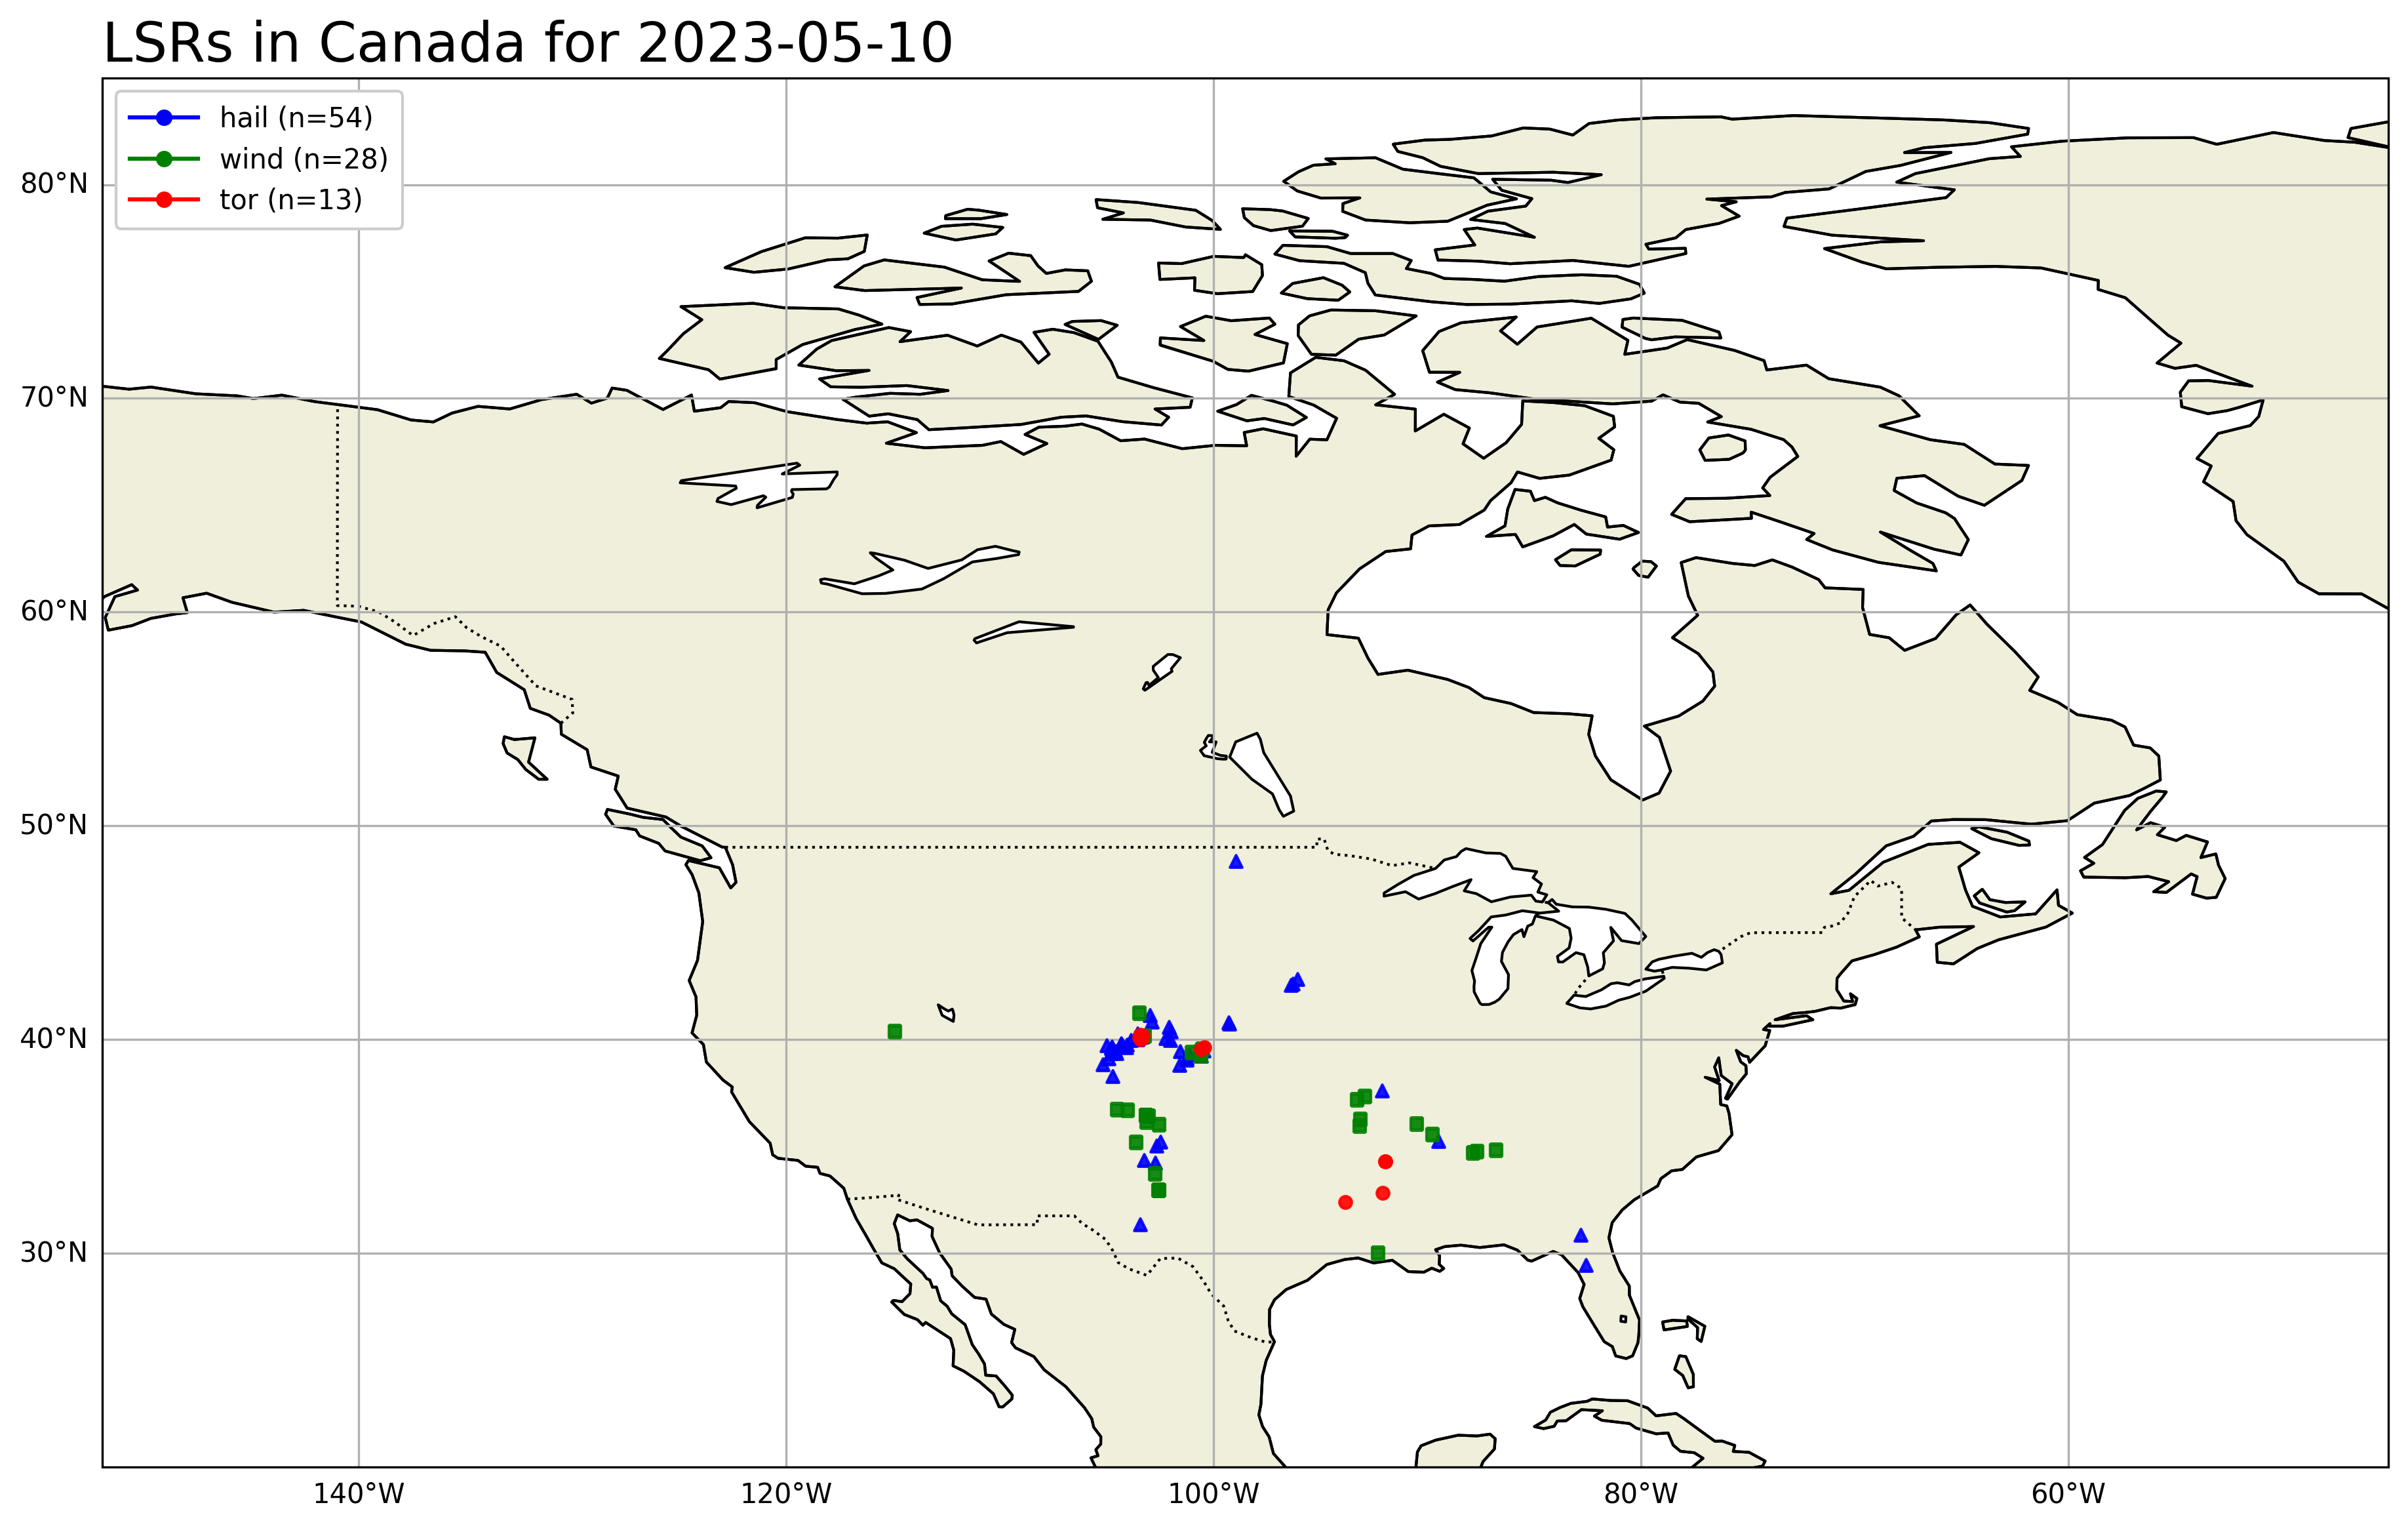 LSRs in Canada for 2023-05-10
hail (n=54)
wind (n=28)
tor (n=13)
80°N
70°N
60°N
50°N
40°N
30°N
140°W
120°W
100°W
80°W
60°W